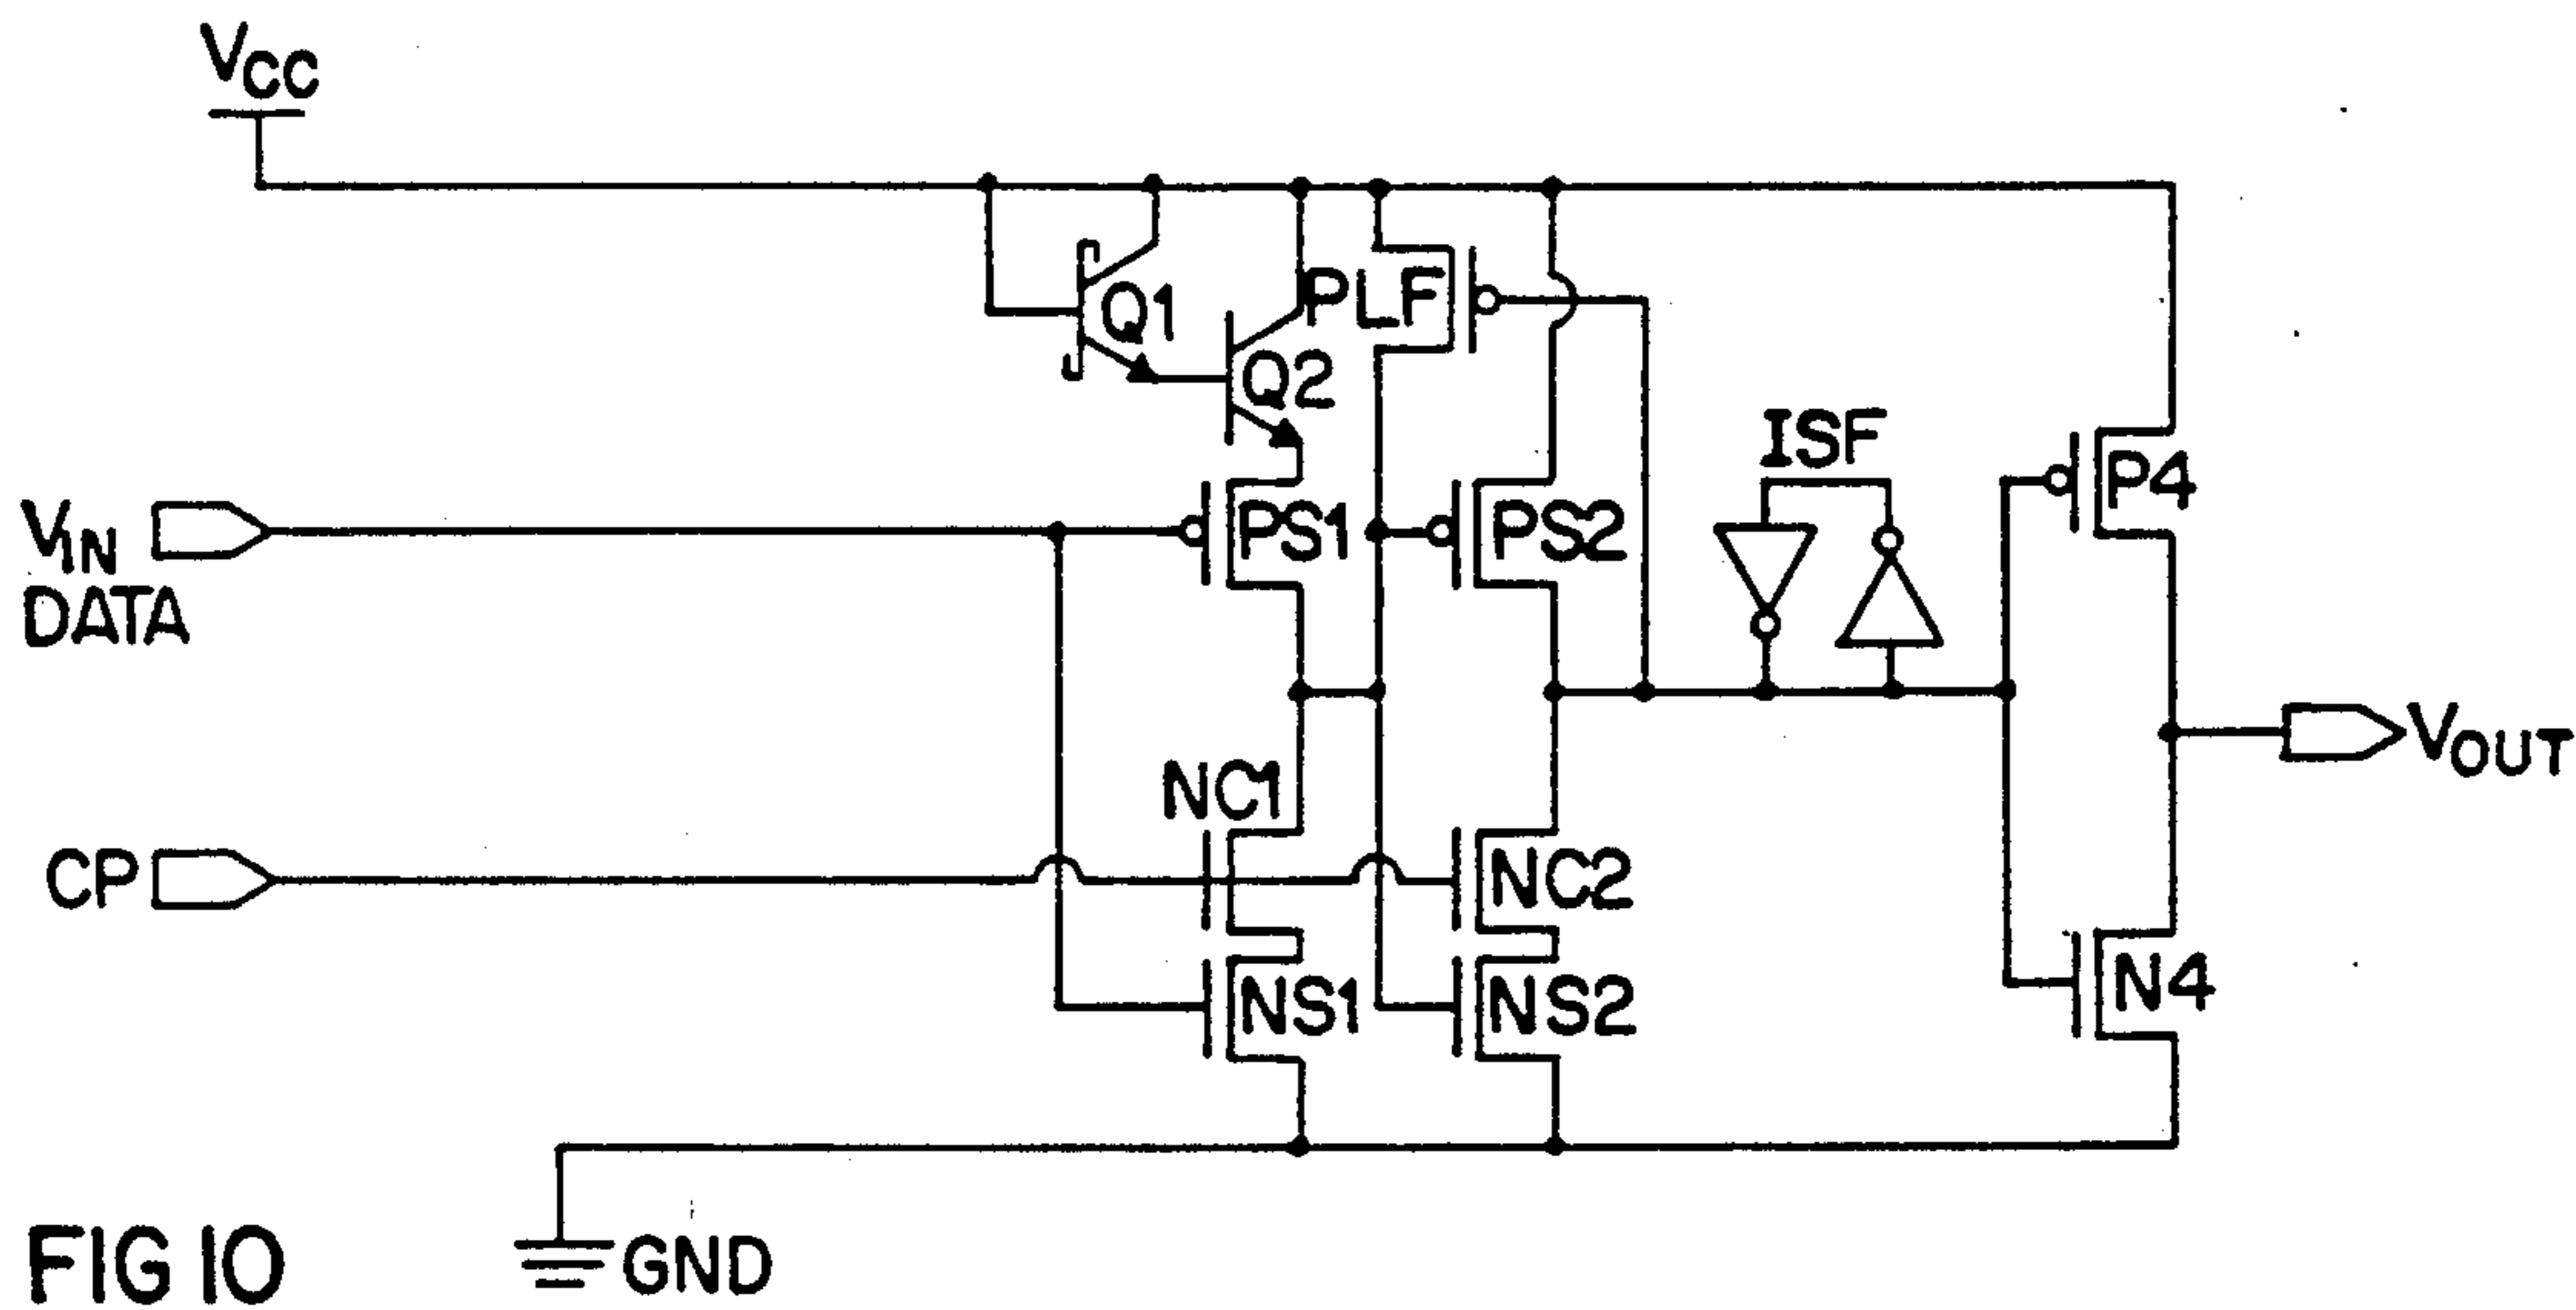 VCC
Q1
PLF
Q2
ISF
P4
VIN
DATA
PS1
PS2
VOUT
NC1
CP
NC2
NS1
NS2
N4
FIG 10
GND